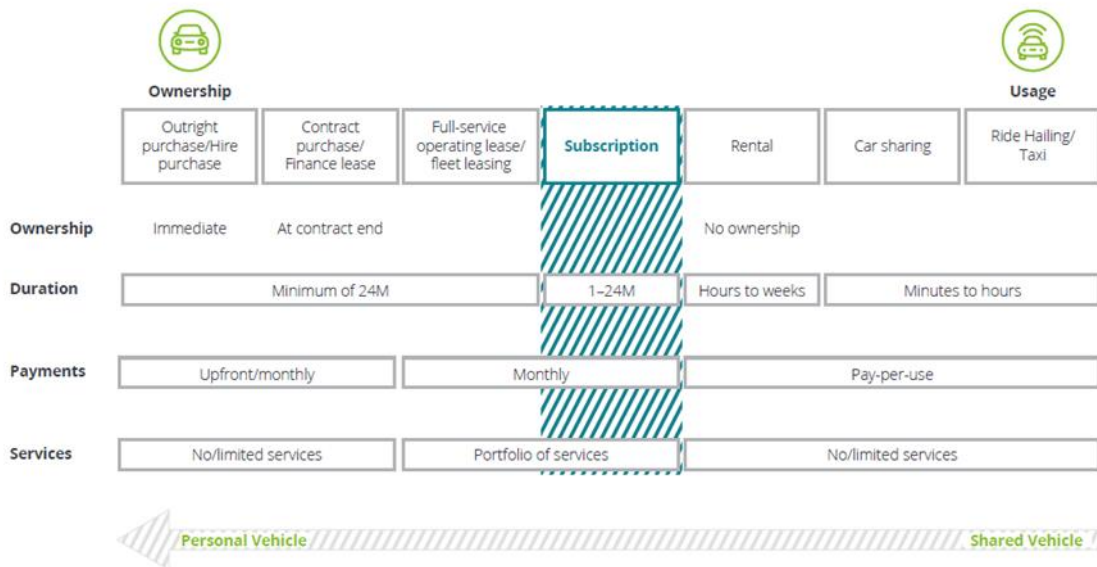 Ownership
Usage
Outright
purchase/Hire
purchase
Contract
purchase/
Finance lease
Full-service
operating lease/
fleet leasing
Subscription
Rental
Car sharing
Ride Hailing/
Taxi
Ownership
Immediate
At contract end
No ownership
Duration
Minimum of 24M
1–24M
Hours to weeks
Minutes to hours
Payments
Upfront/monthly
Monthly
Pay-per-use
Services
No/limited services
Portfolio of services
No/limited services
Personal Vehicle
Shared Vehicle